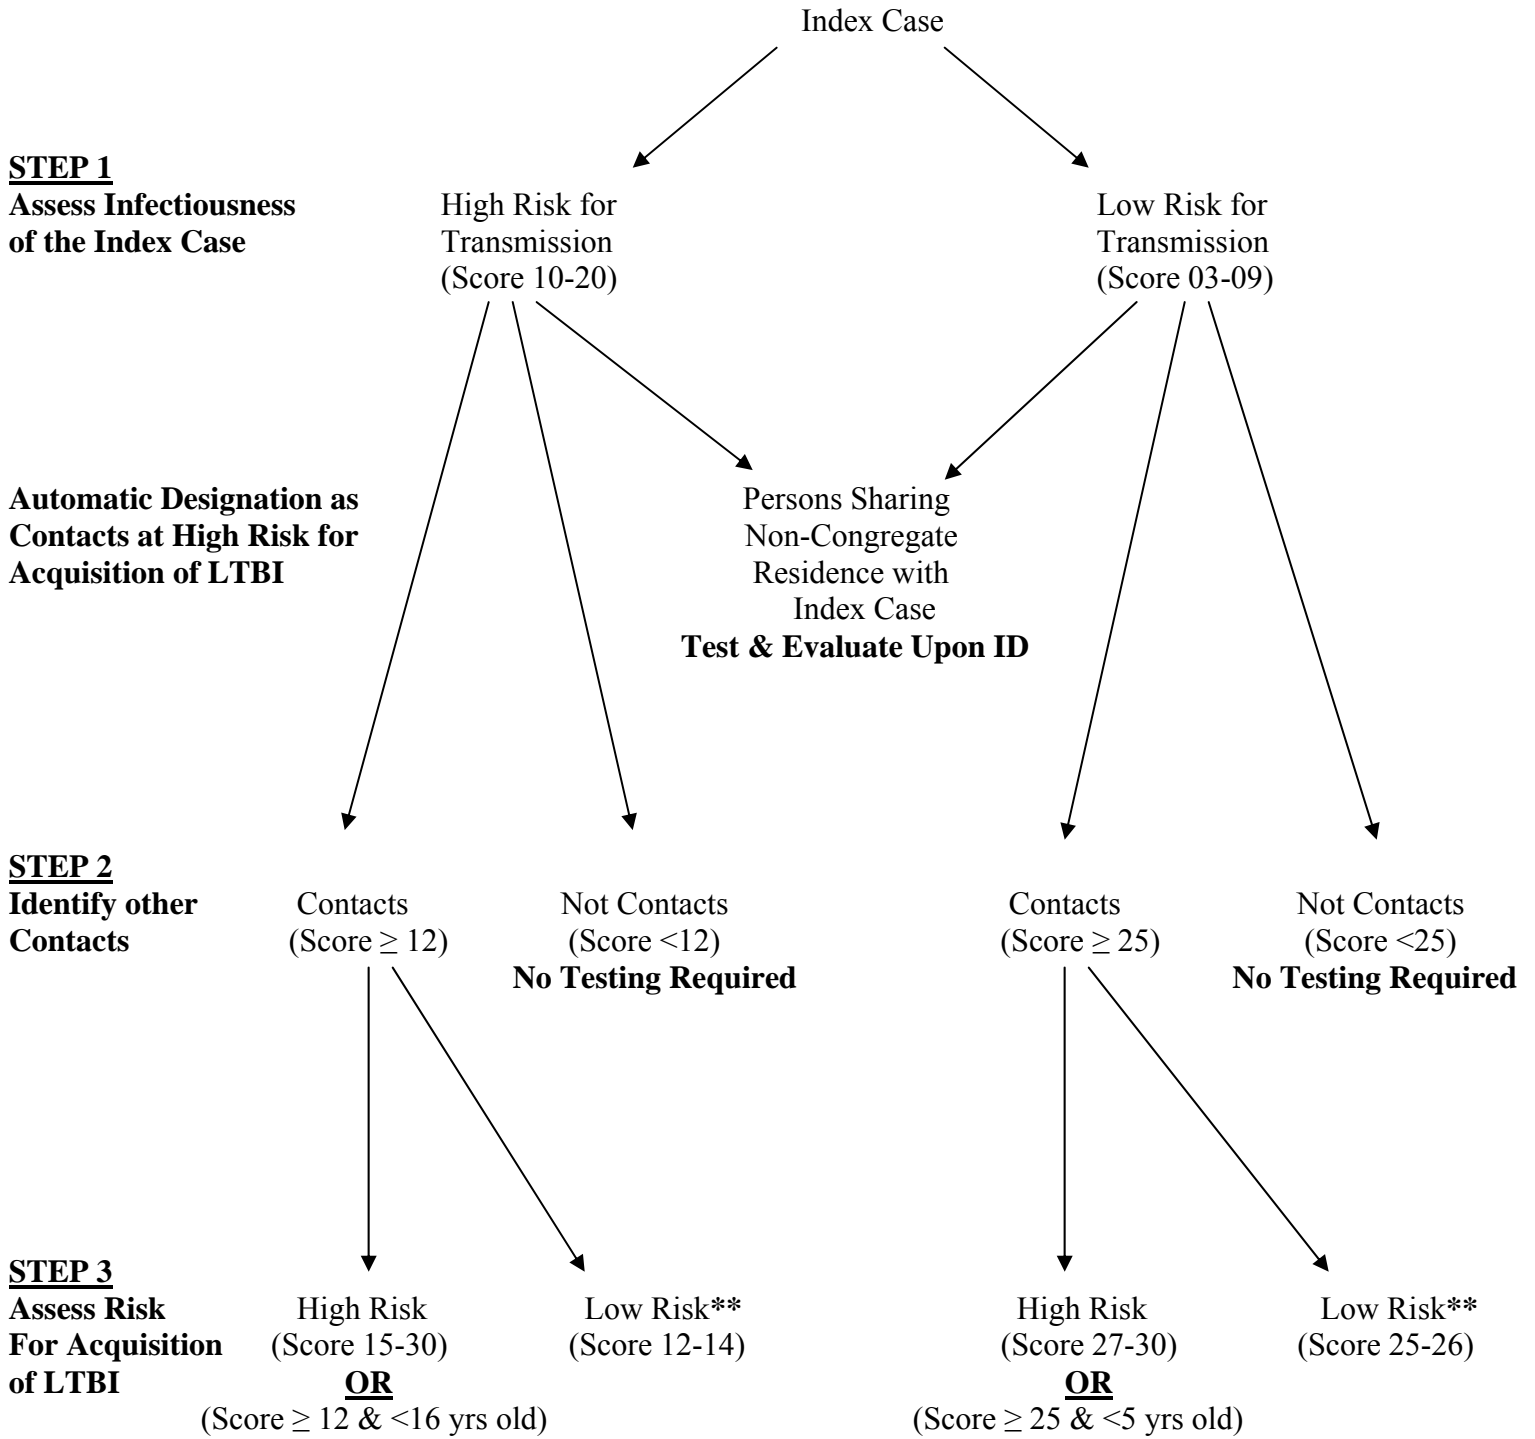 Index Case
STEP 1
Assess Infectiousness
of the Index Case
High Risk for
Transmission
(Score 10-20)
Low Risk for
Transmission
(Score 03-09)
Automatic Designation as
Contacts at High Risk for
Acquisition of LTBI
Persons Sharing
Non-Congregate
Residence with
Index Case
Test & Evaluate Upon ID
STEP 2
Identify other
Contacts
Contacts
(Score ≥ 12)
Not Contacts
(Score <12)
No Testing Required
Contacts
(Score ≥ 25)
Not Contacts
(Score <25)
No Testing Required
STEP 3
Assess Risk
For Acquisition
of LTBI
High Risk
(Score 15-30)
OR
(Score ≥ 12 & <16 yrs old)
Low Risk**
(Score 12-14)
High Risk
(Score 27-30)
OR
(Score ≥ 25 & <5 yrs old)
Low Risk**
(Score 25-26)